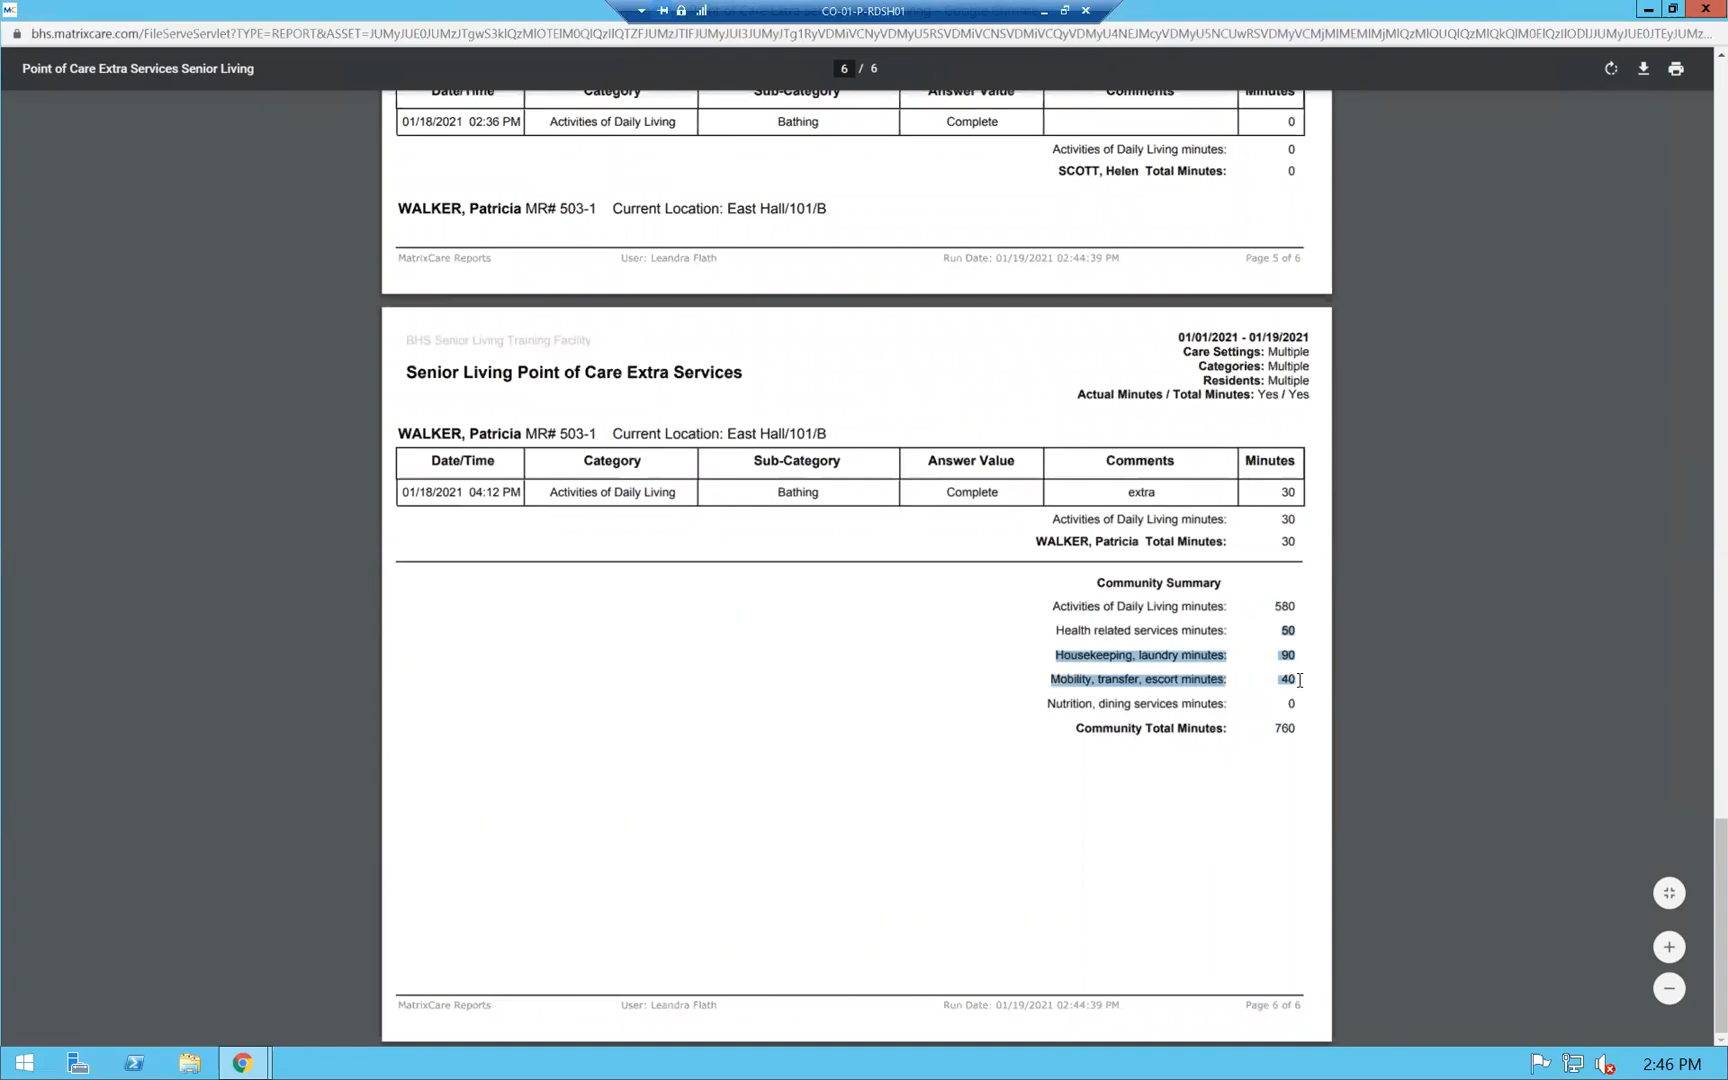 CO-01-P-RDSH01
Point of Care Extra Services Senior Living
6 / 6
Date/Time Category Sub-Category Answer Value Comments Minutes
01/18/2021 02:36 PM Activities of Daily Living Bathing Complete 0
Activities of Daily Living minutes: 0
SCOTT, Helen Total Minutes: 0
WALKER, Patricia MR# 503-1 Current Location: East Hall/101/B
MatrixCare Reports User: Leandra Flath Run Date: 01/19/2021 02:44:39 PM Page 5 of 6
BHS Senior Living Training Facility
01/01/2021 - 01/19/2021
Care Settings: Multiple
Senior Living Point of Care Extra Services
Categories: Multiple
Residents: Multiple
Actual Minutes / Total Minutes: Yes / Yes
WALKER, Patricia MR# 503-1 Current Location: East Hall/101/B
Date/Time Category Sub-Category Answer Value Comments Minutes
01/18/2021 04:12 PM Activities of Daily Living Bathing Complete extra 30
Activities of Daily Living minutes: 30
WALKER, Patricia Total Minutes: 30
Community Summary
Activities of Daily Living minutes: 580
Health related services minutes: 50
Housekeeping, laundry minutes: 90
Mobility, transfer, escort minutes: 40
Nutrition, dining services minutes: 0
Community Total Minutes: 760
MatrixCare Reports User: Leandra Flath Run Date: 01/19/2021 02:44:39 PM Page 6 of 6
2:46 PM